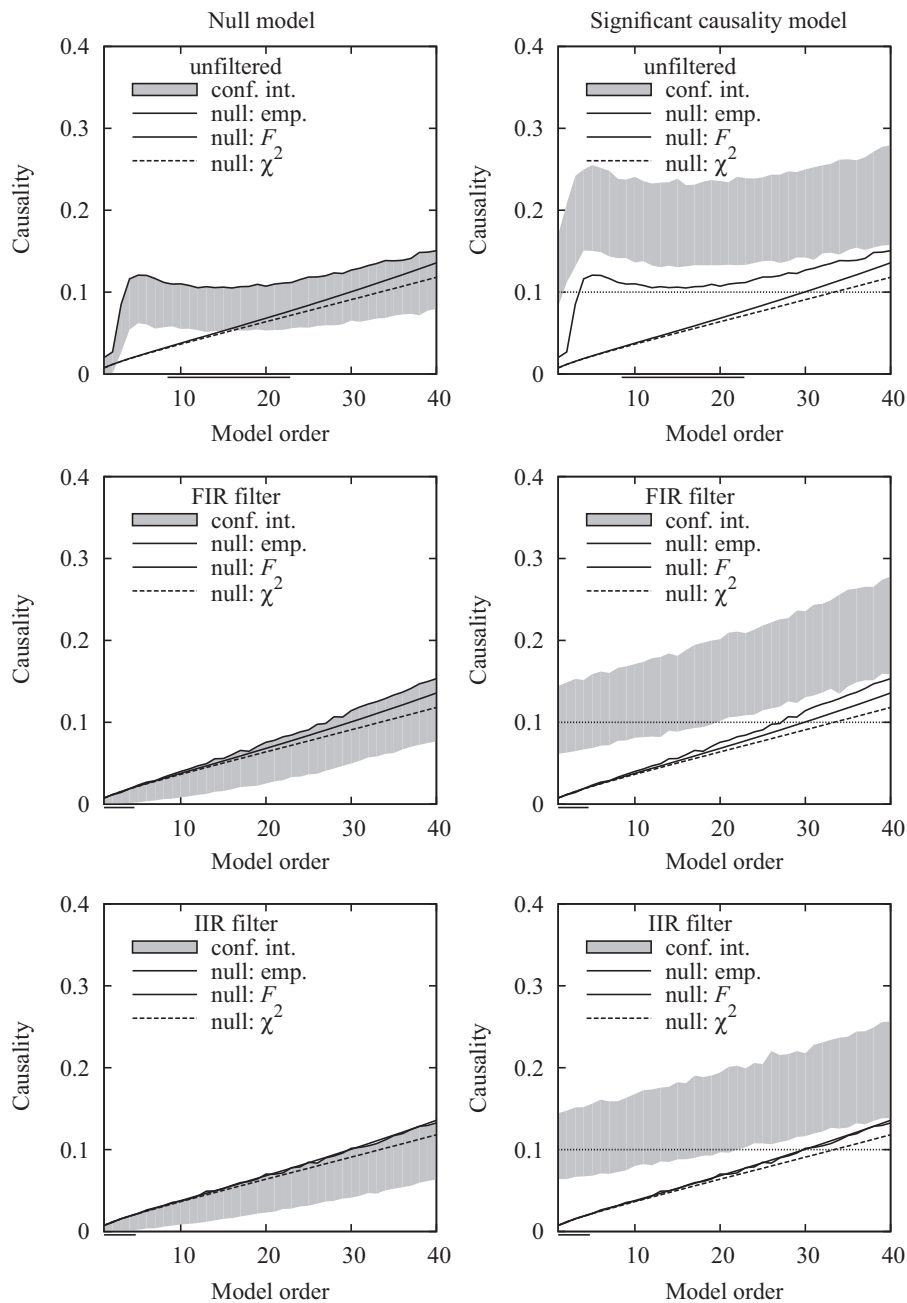 Null model
0.4
0.3
0.2
0.1
0
Causality
unfiltered
conf. int.
null: emp.
null: F
null: χ²
10 20 30 40
Model order
Significant causality model
0.4
0.3
0.2
0.1
0
Causality
unfiltered
conf. int.
null: emp.
null: F
null: χ²
10 20 30 40
Model order
0.4
0.3
0.2
0.1
0
Causality
FIR filter
conf. int.
null: emp.
null: F
null: χ²
10 20 30 40
Model order
0.4
0.3
0.2
0.1
0
Causality
FIR filter
conf. int.
null: emp.
null: F
null: χ²
10 20 30 40
Model order
0.4
0.3
0.2
0.1
0
Causality
IIR filter
conf. int.
null: emp.
null: F
null: χ²
10 20 30 40
Model order
0.4
0.3
0.2
0.1
0
Causality
IIR filter
conf. int.
null: emp.
null: F
null: χ²
10 20 30 40
Model order